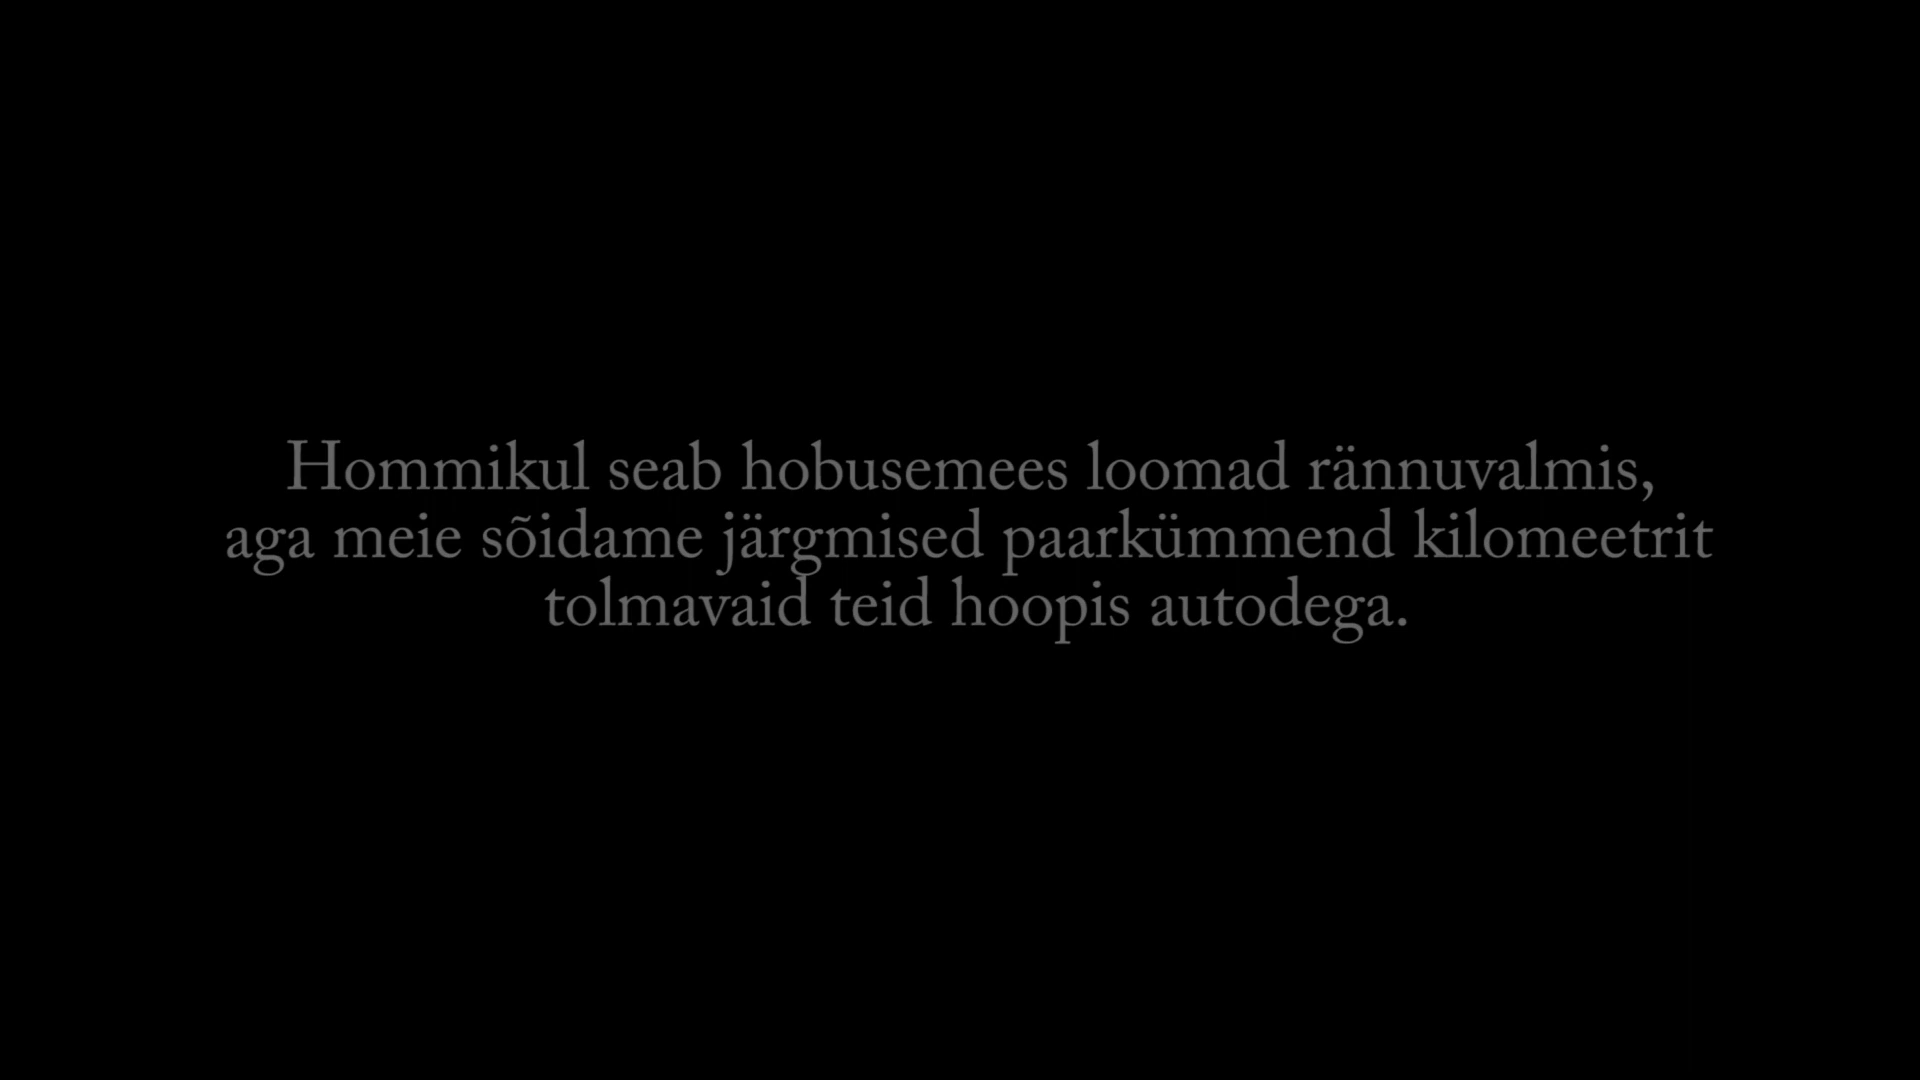 Hommikul seab hobusemees loomad rännuvalmis,
aga meie sõidame järgmised paarkümmend kilomeetrit
tolmavaid teid hoopis autodega.